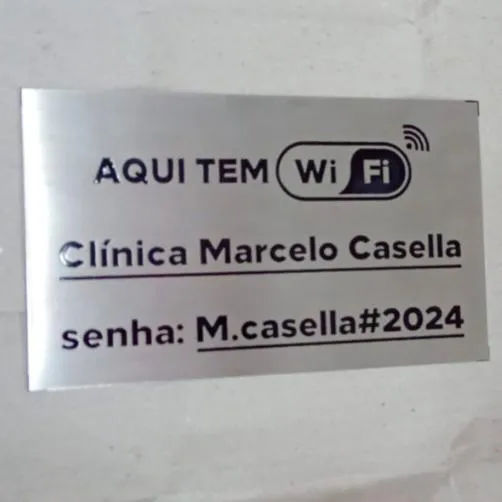 AQUI TEM Wi Fi
Clínica Marcelo Casella
senha: M.casella#2024